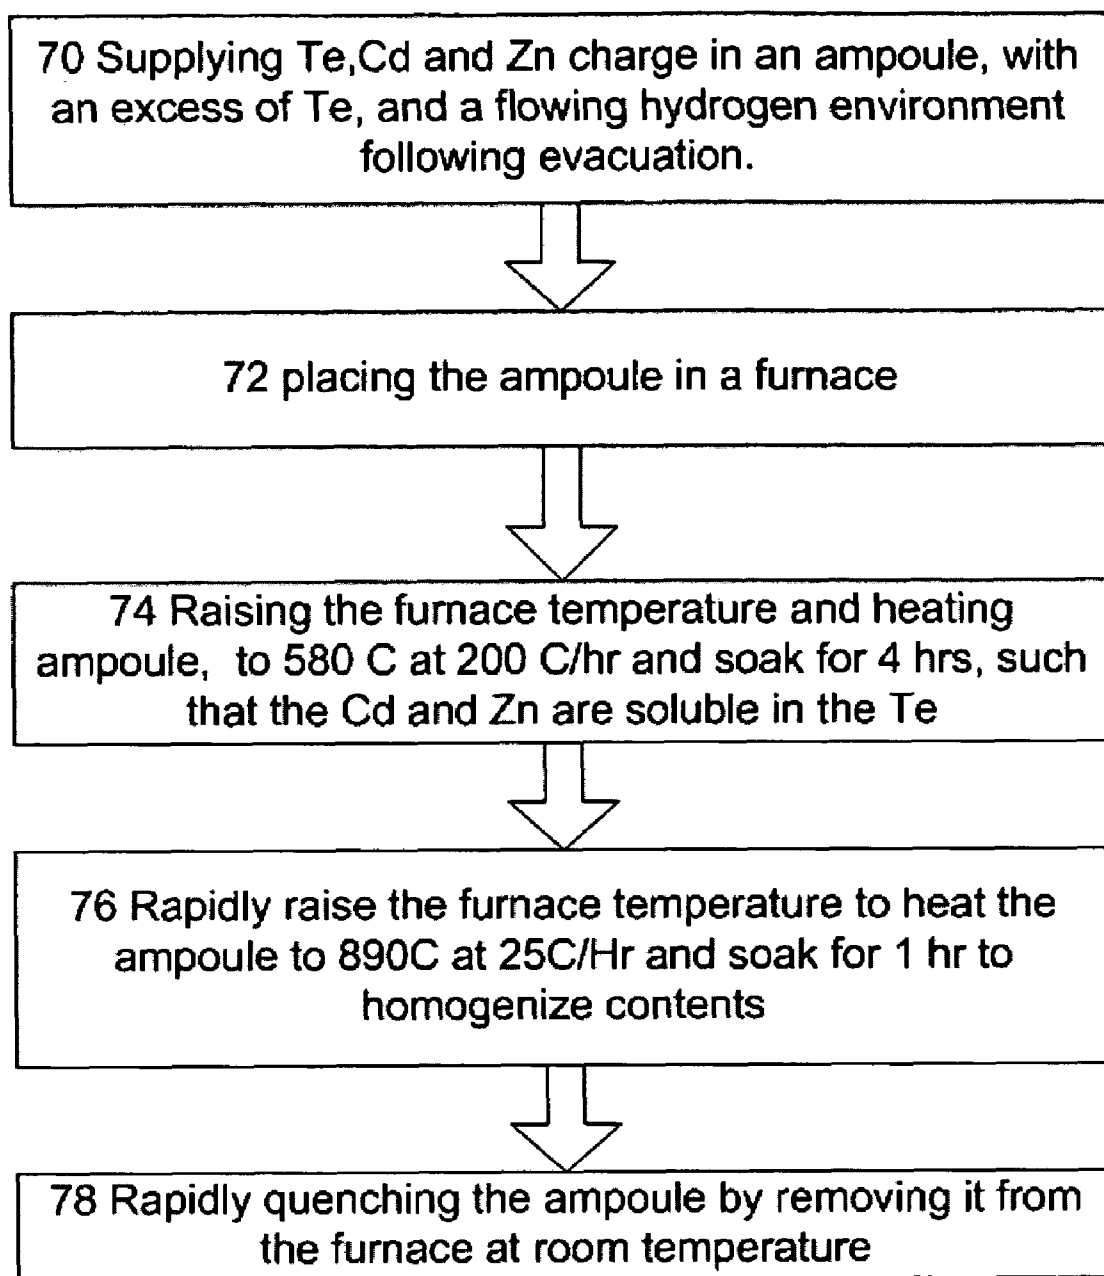 70 Supplying Te,Cd and Zn charge in an ampoule, with
an excess of Te, and a flowing hydrogen environment
following evacuation.
72 placing the ampoule in a furnace
74 Raising the furnace temperature and heating
ampoule, to 580 C at 200 C/hr and soak for 4 hrs, such
that the Cd and Zn are soluble in the Te
76 Rapidly raise the furnace temperature to heat the
ampoule to 890C at 25C/Hr and soak for 1 hr to
homogenize contents
78 Rapidly quenching the ampoule by removing it from
the furnace at room temperature